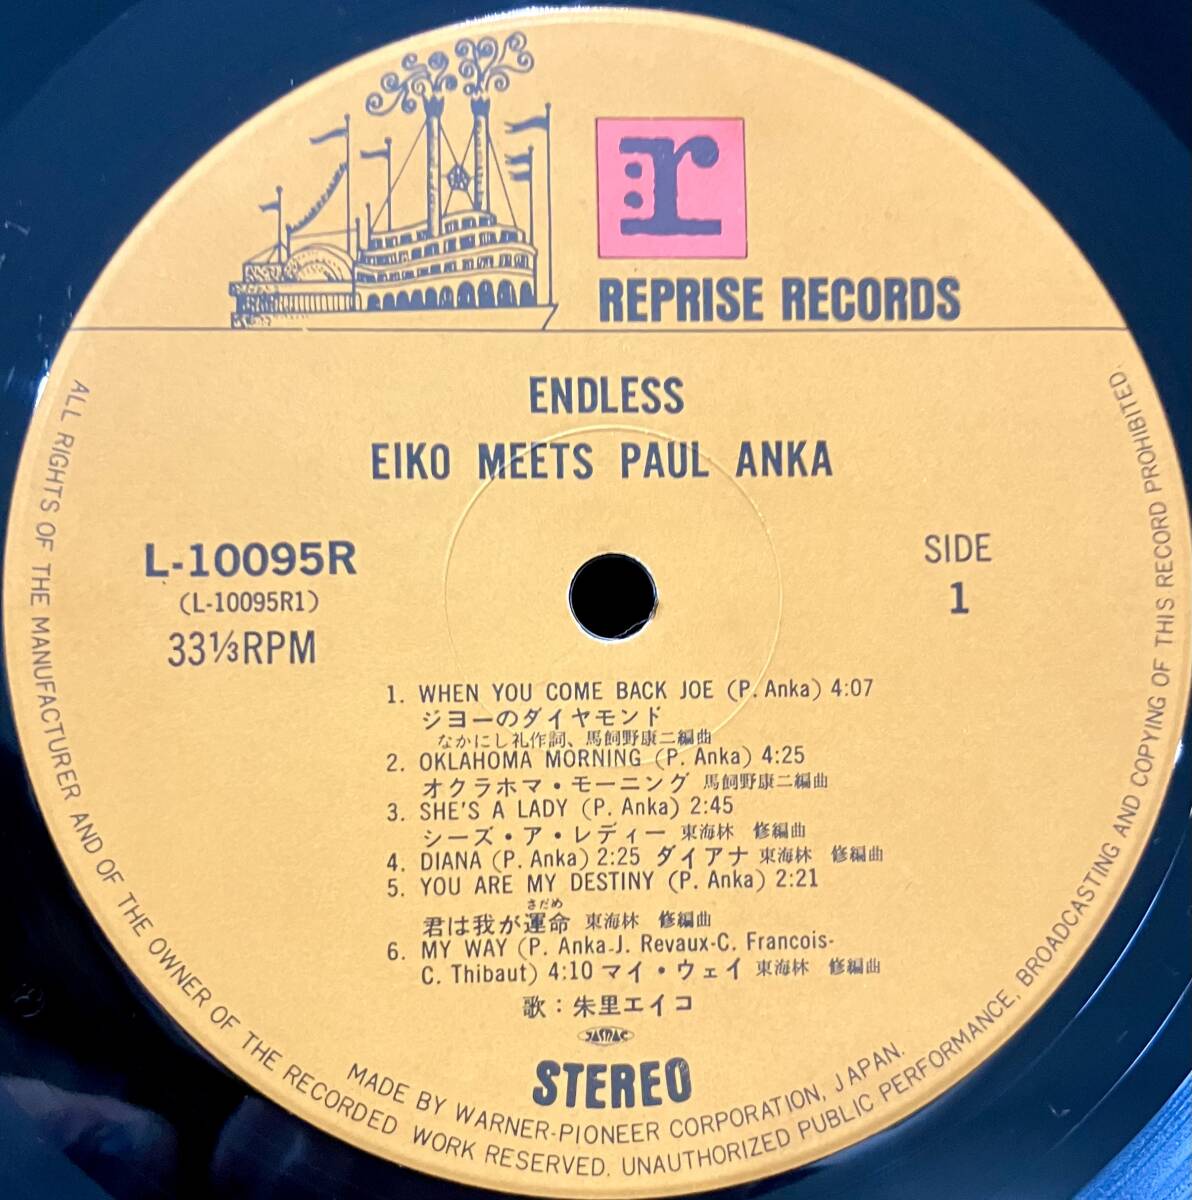 r
REPRISE RECORDS
ENDLESS
EIKO MEETS PAUL ANKA
L-10095R
(L-10095R1)
33⅓RPM
SIDE
1
1. WHEN YOU COME BACK JOE (P. Anka) 4:07
ジヨーのダイヤモンド
なかにし礼作詞、馬飼野康二編曲
2. OKLAHOMA MORNING (P. Anka) 4:25
オクラホマ・モーニング 馬飼野康二編曲
3. SHE'S A LADY (P. Anka) 2:45
シーズ・ア・レディー 東海林 修編曲
4. DIANA (P. Anka) 2:25 ダイアナ 東海林 修編曲
5. YOU ARE MY DESTINY (P. Anka) 2:21
さだめ
君は我が運命 東海林 修編曲
6. MY WAY (P. Anka-J. Revaux-C. Francois-
C. Thibaut) 4:10 マイ・ウェイ 東海林 修編曲
歌：朱里エイコ
JASRAC
STEREO
MADE BY WARNER-PIONEER CORPORATION, JAPAN.
ALL RIGHTS OF THE MANUFACTURER AND OF THE OWNER OF THE RECORDED WORK RESERVED. UNAUTHORIZED PUBLIC PERFORMANCE, BROADCASTING AND COPYING OF THIS RECORD PROHIBITED.